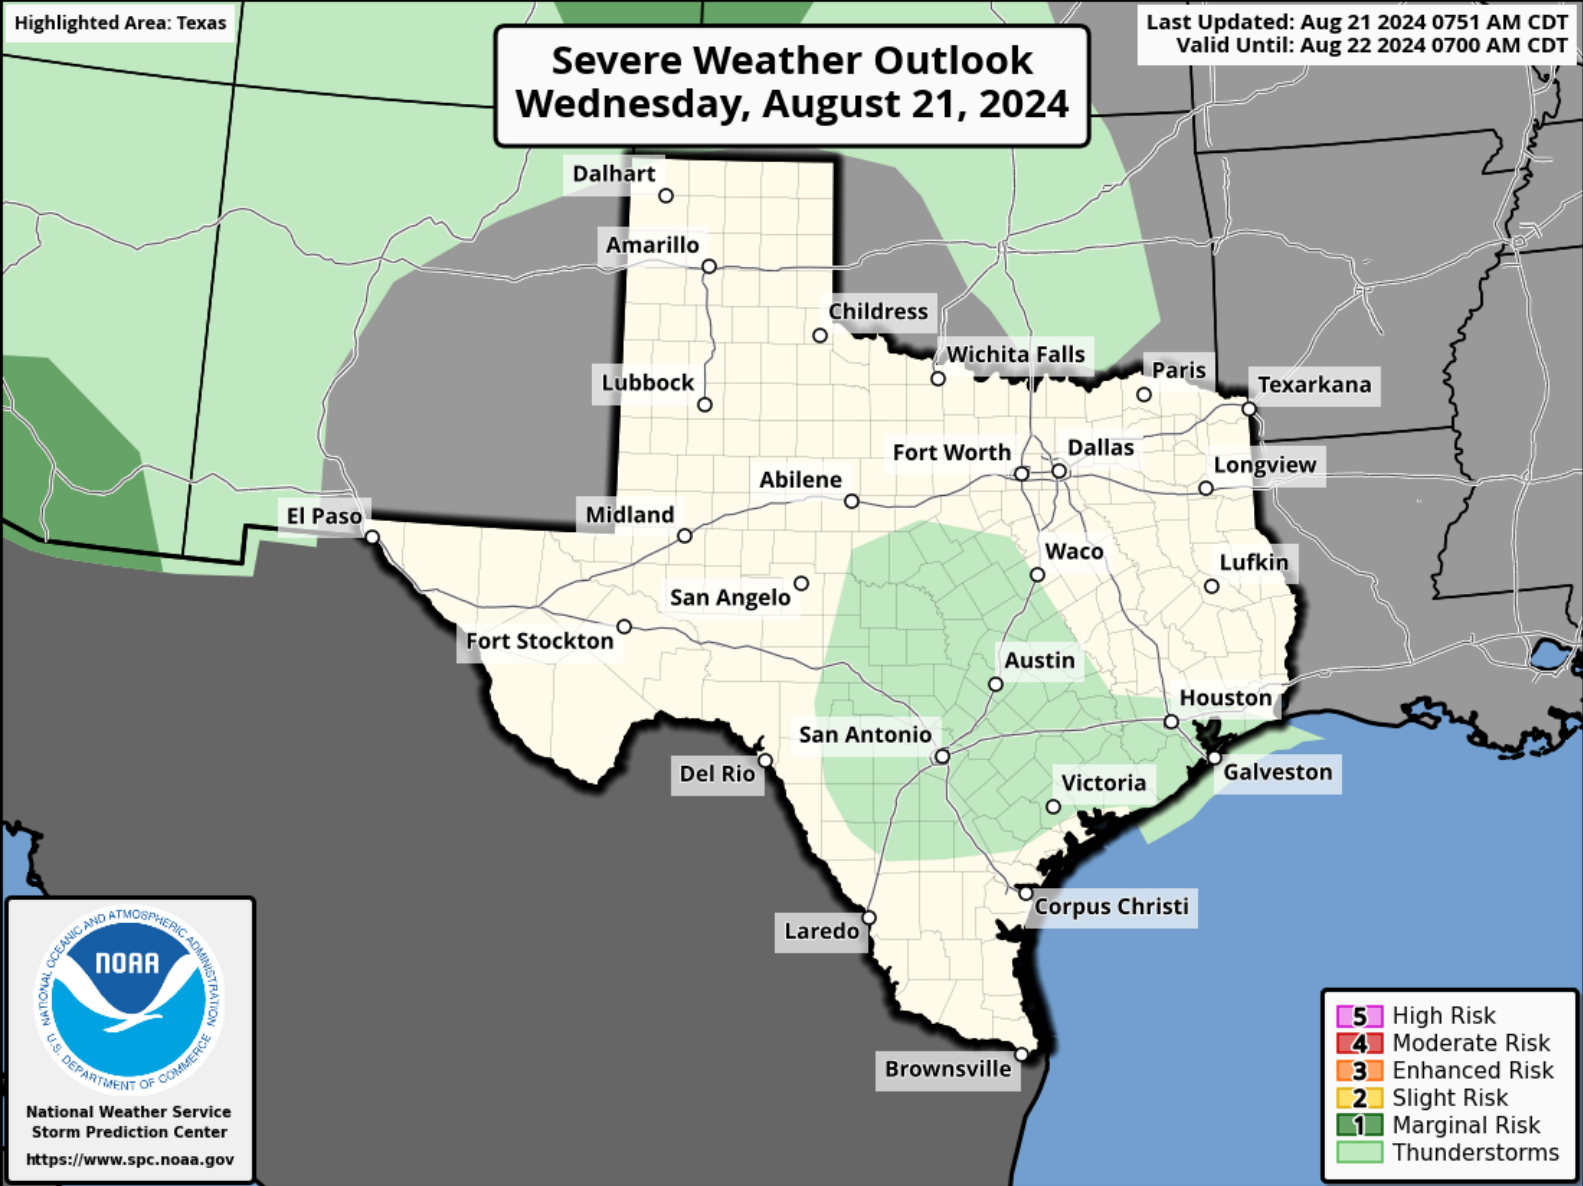 Highlighted Area: Texas
Severe Weather Outlook
Wednesday, August 21, 2024
Last Updated: Aug 21 2024 0751 AM CDT
Valid Until: Aug 22 2024 0700 AM CDT
Dalhart
Amarillo
Childress
Wichita Falls
Paris
Texarkana
Lubbock
Fort Worth
Dallas
Longview
Abilene
El Paso
Midland
Waco
Lufkin
San Angelo
Fort Stockton
Austin
Houston
San Antonio
Del Rio
Victoria
Galveston
Corpus Christi
Laredo
Brownsville
NATIONAL OCEANIC AND ATMOSPHERIC ADMINISTRATION
NOAA
U.S. DEPARTMENT OF COMMERCE
National Weather Service
Storm Prediction Center
https://www.spc.noaa.gov
5 High Risk
4 Moderate Risk
3 Enhanced Risk
2 Slight Risk
1 Marginal Risk
Thunderstorms